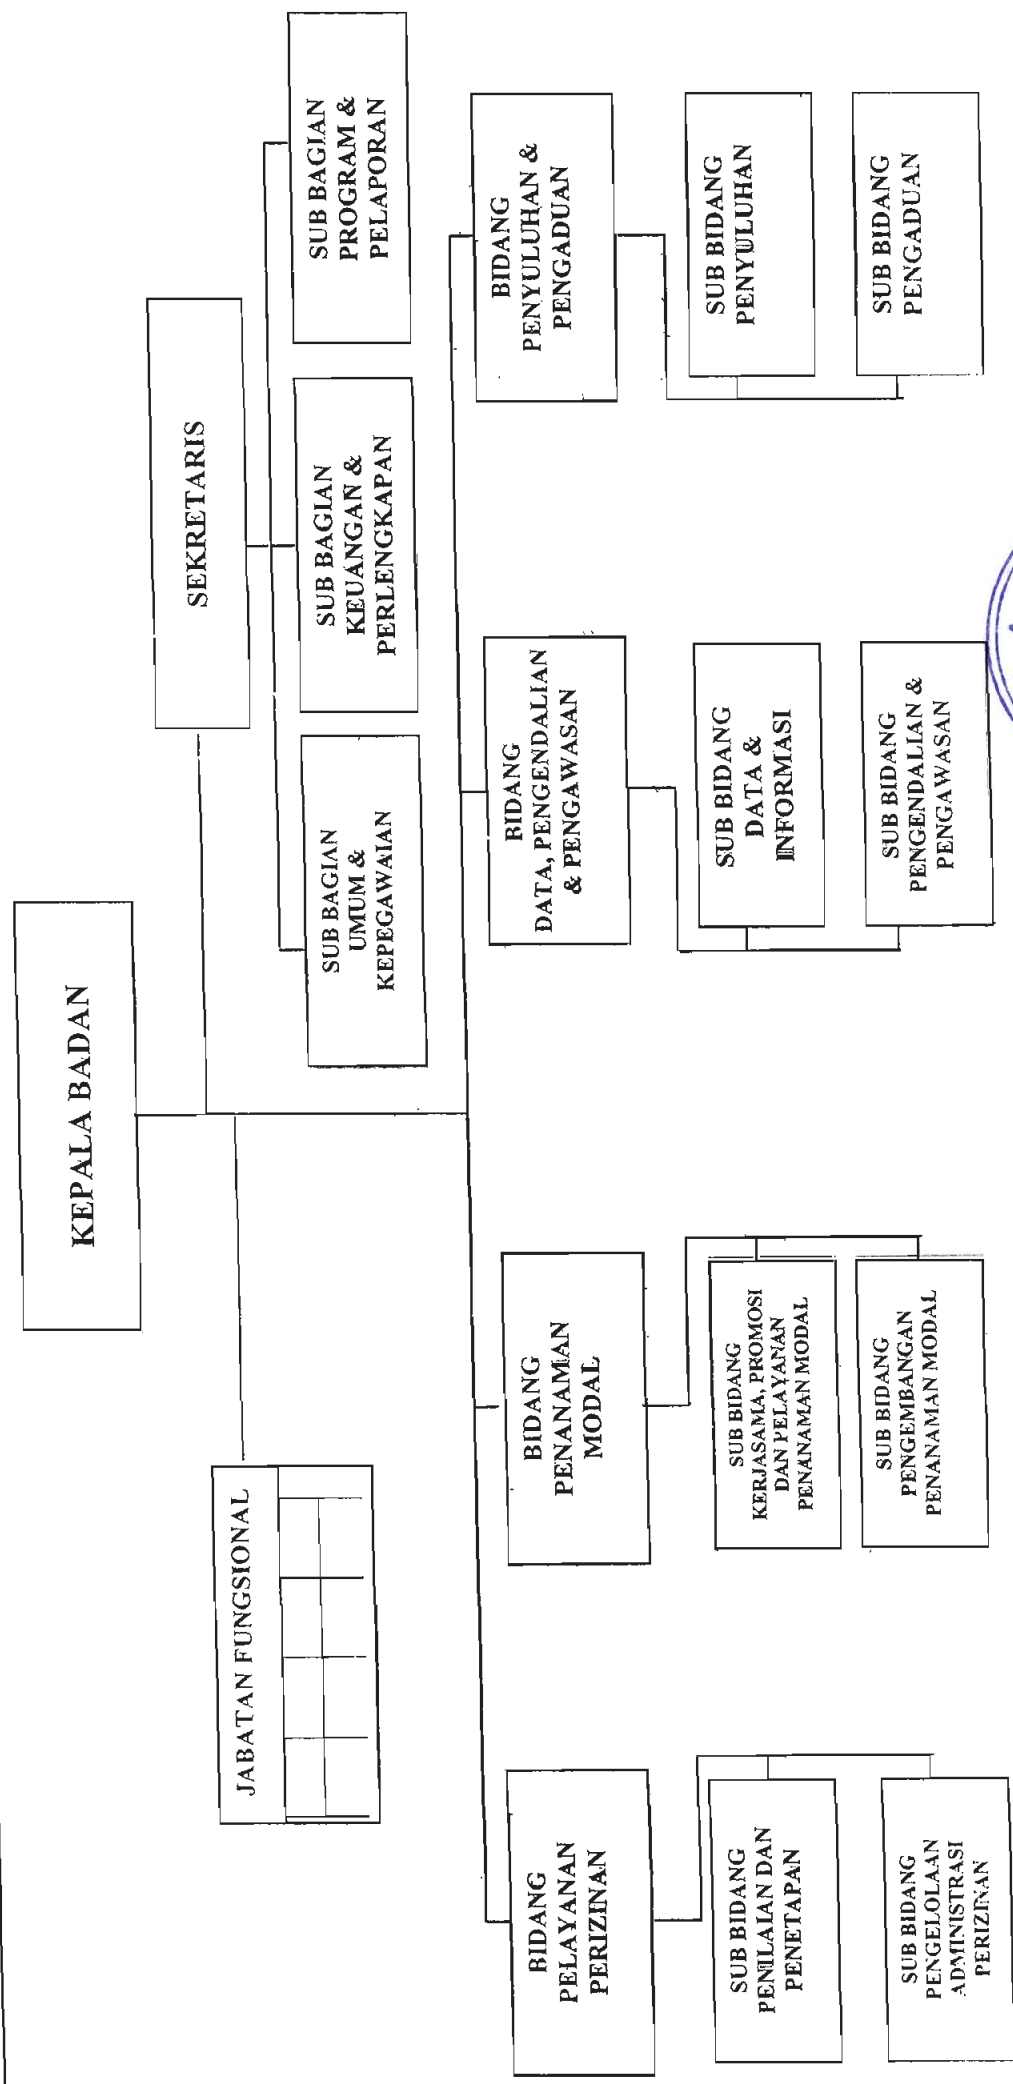 KEPALA BADAN
SEKRETARIS
JABATAN FUNGSIONAL
SUB BAGIAN
UMUM &
KEPEGAWAIAN
SUB BAGIAN
KEUANGAN &
PERLENGKAPAN
SUB BAGIAN
PROGRAM &
PELAPORAN
BIDANG
PELAYANAN
PERIZINAN
BIDANG
PENANAMAN
MODAL
BIDANG
DATA, PENGENDALIAN
& PENGAWASAN
BIDANG
PENYULUHAN &
PENGADUAN
SUB BIDANG
PENILAIAN DAN
PENETAPAN
SUB BIDANG
KERJASAMA, PROMOSI
DAN PELAYANAN
PENANAMAN MODAL
SUB BIDANG
DATA &
INFORMASI
SUB BIDANG
PENYULUHAN
SUB BIDANG
PENGELOLAAN
ADMINISTRASI
PERIZINAN
SUB BIDANG
PENGEMBANGAN
PENANAMAN MODAL
SUB BIDANG
PENGENDALIAN &
PENGAWASAN
SUB BIDANG
PENGADUAN